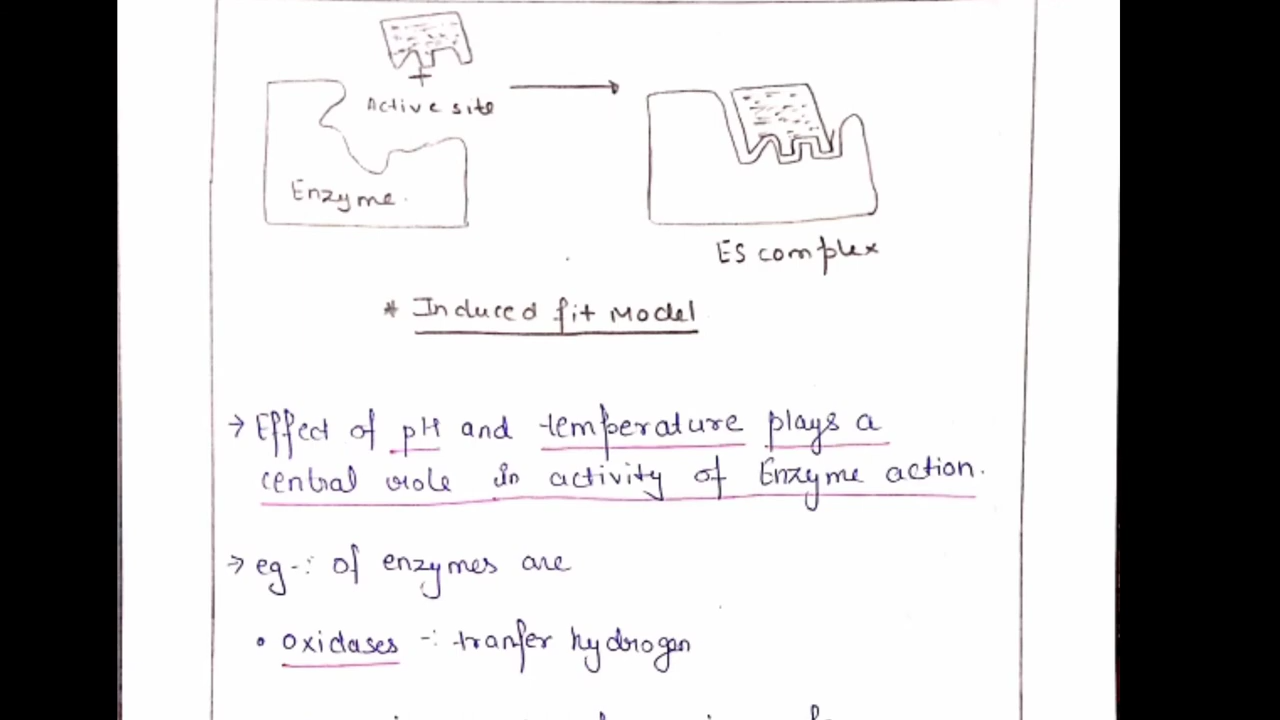 +
Active site
Enzyme.
ES complex
* Induced fit Model
→ Effect of pH and temperature plays a
central role in activity of Enzyme action.
→ eg -: of enzymes are
• oxidases -: tranfer hydrogen